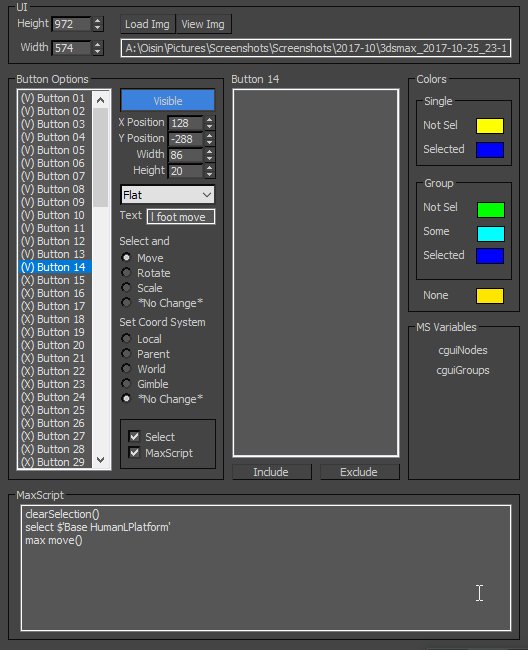 UI
Height 972 Load Img View Img
Width 574 A:\Oisin\Pictures\Screenshots\Screenshots\2017-10\3dsmax_2017-10-25_23-1
Button Options
(V) Button 01
(V) Button 02
(V) Button 03
(V) Button 04
(V) Button 05
(V) Button 06
(V) Button 07
(V) Button 08
(V) Button 09
(V) Button 10
(V) Button 11
(V) Button 12
(V) Button 13
(V) Button 14
(X) Button 15
(X) Button 16
(X) Button 17
(X) Button 18
(X) Button 19
(X) Button 20
(X) Button 21
(X) Button 22
(X) Button 23
(X) Button 24
(X) Button 25
(X) Button 26
(X) Button 27
(X) Button 28
(X) Button 29
Visible
X Position 128
Y Position -288
Width 86
Height 20
Flat
Text l foot move
Select and
Move
Rotate
Scale
*No Change*
Set Coord System
Local
Parent
World
Gimble
*No Change*
Select
MaxScript
Button 14
Include Exclude
Colors
Single
Not Sel
Selected
Group
Not Sel
Some
Selected
None
MS Variables
cguiNodes
cguiGroups
MaxScript
clearSelection()
select $'Base HumanLPlatform'
max move()